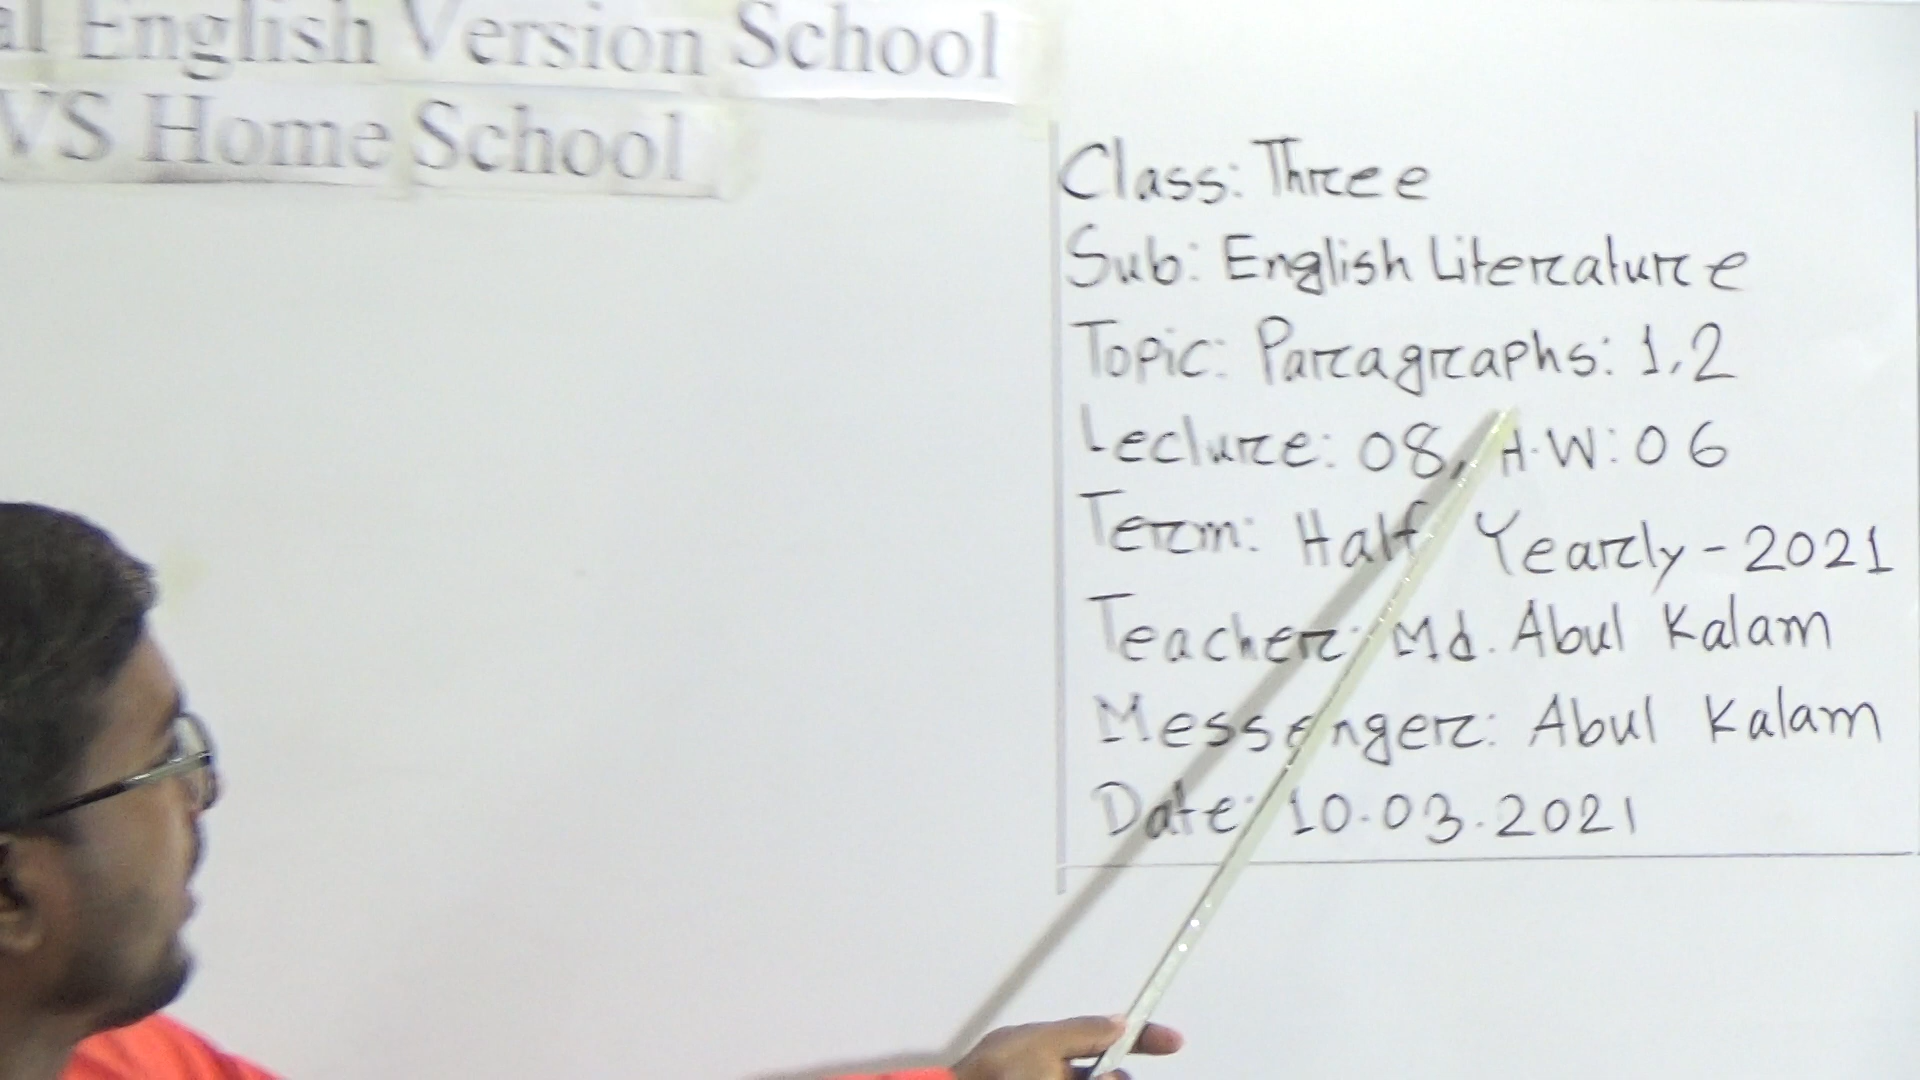 English Version School
VS Home School
Class: Three
Sub: English Literature
Topic: Paragraphs: 1,2
Lecture: 08, H.W: 06
Term: Half Yearly - 2021
Teacher: Md. Abul Kalam
Messenger: Abul Kalam
Date: 10.03.2021